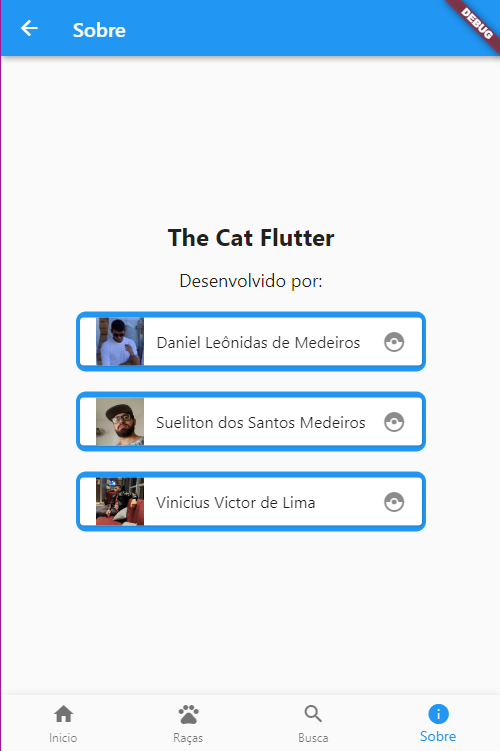 Sobre
DEBUG
The Cat Flutter
Desenvolvido por:
Daniel Leônidas de Medeiros
Sueliton dos Santos Medeiros
Vinicius Victor de Lima
Inicio
Raças
Busca
Sobre